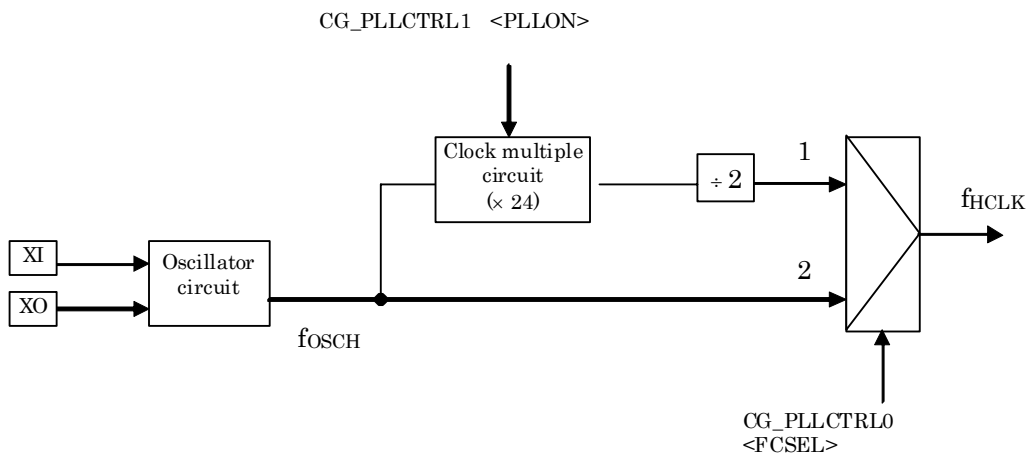 CG_PLLCTRL1 <PLLON>
Clock multiple
circuit
(× 24)
÷ 2
1
fHCLK
XI
XO
Oscillator
circuit
2
fOSCH
CG_PLLCTRL0
<FCSEL>